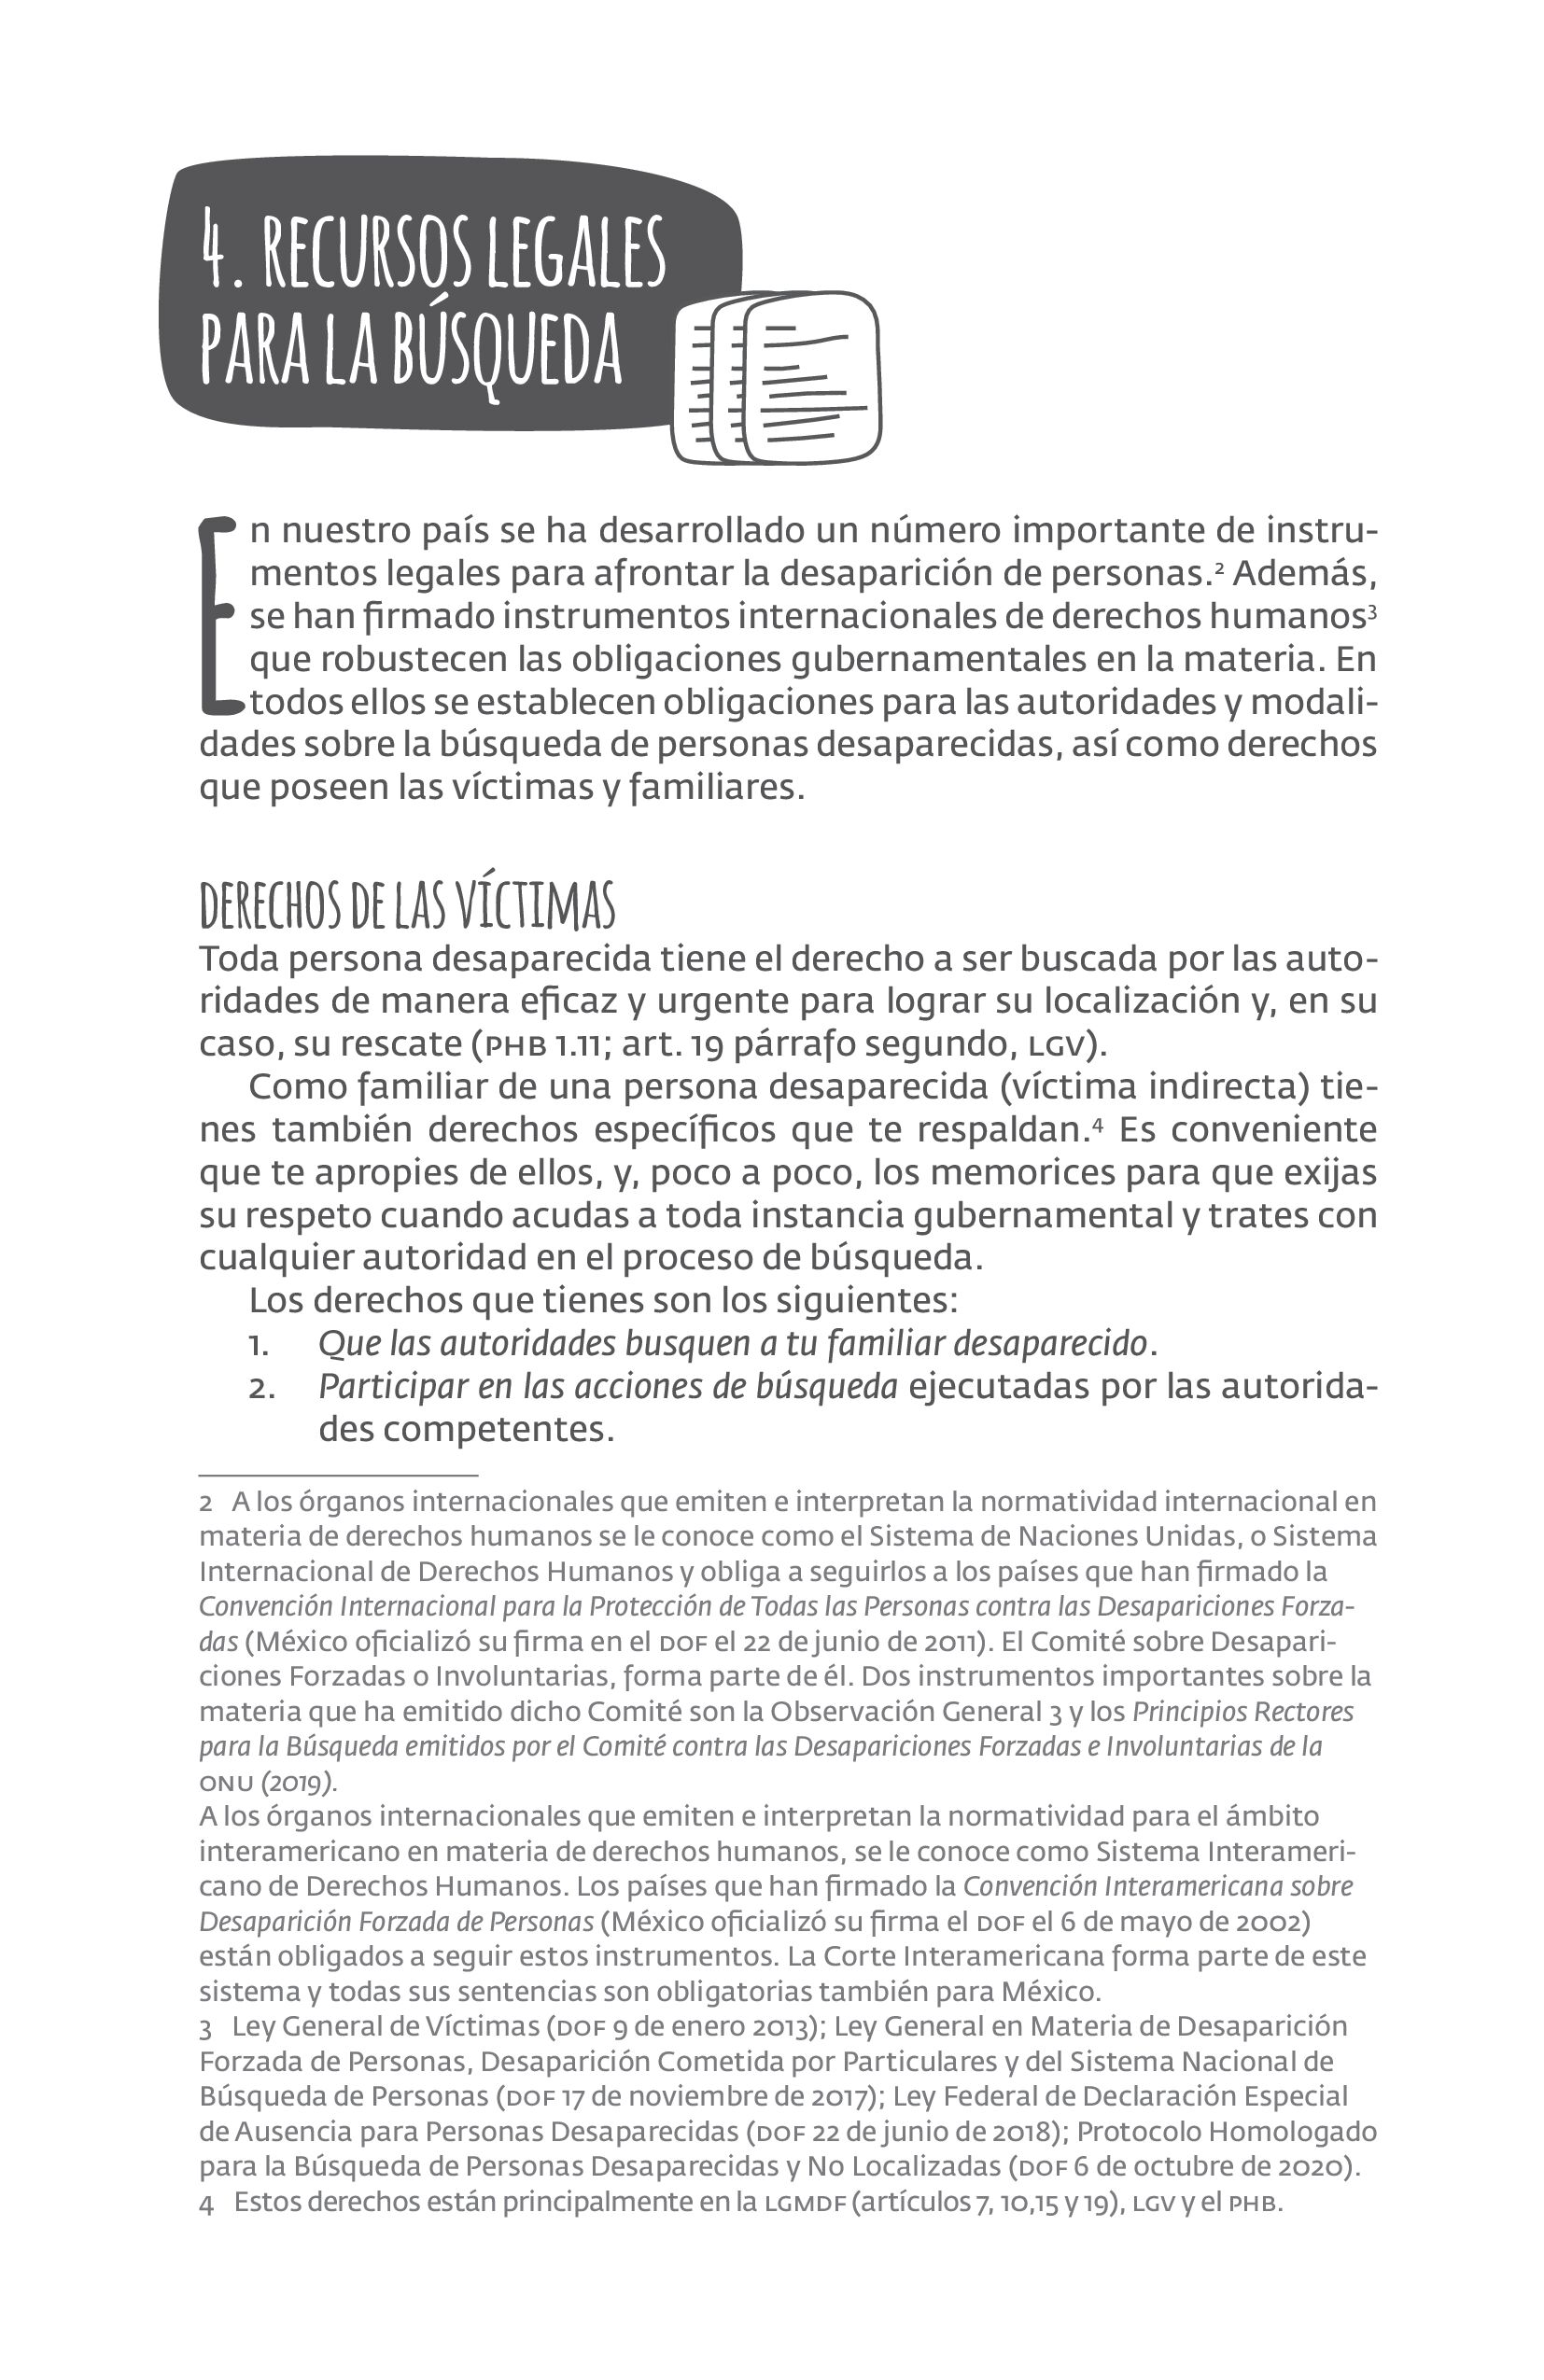 4. RECURSOS LEGALES
PARA LA BÚSQUEDA
En nuestro país se ha desarrollado un número importante de instru-
mentos legales para afrontar la desaparición de personas.² Además,
se han firmado instrumentos internacionales de derechos humanos³
que robustecen las obligaciones gubernamentales en la materia. En
todos ellos se establecen obligaciones para las autoridades y modali-
dades sobre la búsqueda de personas desaparecidas, así como derechos
que poseen las víctimas y familiares.
DERECHOS DE LAS VÍCTIMAS
Toda persona desaparecida tiene el derecho a ser buscada por las auto-
ridades de manera eficaz y urgente para lograr su localización y, en su
caso, su rescate (PHB 1.11; art. 19 párrafo segundo, LGV).
Como familiar de una persona desaparecida (víctima indirecta) tie-
nes también derechos específicos que te respaldan.⁴ Es conveniente
que te apropies de ellos, y, poco a poco, los memorices para que exijas
su respeto cuando acudas a toda instancia gubernamental y trates con
cualquier autoridad en el proceso de búsqueda.
Los derechos que tienes son los siguientes:
1. Que las autoridades busquen a tu familiar desaparecido.
2. Participar en las acciones de búsqueda ejecutadas por las autorida-
des competentes.
2 A los órganos internacionales que emiten e interpretan la normatividad internacional en
materia de derechos humanos se le conoce como el Sistema de Naciones Unidas, o Sistema
Internacional de Derechos Humanos y obliga a seguirlos a los países que han firmado la
Convención Internacional para la Protección de Todas las Personas contra las Desapariciones Forza-
das (México oficializó su firma en el DOF el 22 de junio de 2011). El Comité sobre Desapari-
ciones Forzadas o Involuntarias, forma parte de él. Dos instrumentos importantes sobre la
materia que ha emitido dicho Comité son la Observación General 3 y los Principios Rectores
para la Búsqueda emitidos por el Comité contra las Desapariciones Forzadas e Involuntarias de la
ONU (2019).
A los órganos internacionales que emiten e interpretan la normatividad para el ámbito
interamericano en materia de derechos humanos, se le conoce como Sistema Interameri-
cano de Derechos Humanos. Los países que han firmado la Convención Interamericana sobre
Desaparición Forzada de Personas (México oficializó su firma el DOF el 6 de mayo de 2002)
están obligados a seguir estos instrumentos. La Corte Interamericana forma parte de este
sistema y todas sus sentencias son obligatorias también para México.
3 Ley General de Víctimas (DOF 9 de enero 2013); Ley General en Materia de Desaparición
Forzada de Personas, Desaparición Cometida por Particulares y del Sistema Nacional de
Búsqueda de Personas (DOF 17 de noviembre de 2017); Ley Federal de Declaración Especial
de Ausencia para Personas Desaparecidas (DOF 22 de junio de 2018); Protocolo Homologado
para la Búsqueda de Personas Desaparecidas y No Localizadas (DOF 6 de octubre de 2020).
4 Estos derechos están principalmente en la LGMDF (artículos 7, 10,15 y 19), LGV y el PHB.